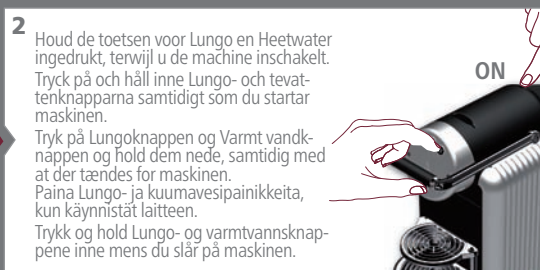 2
Houd de toetsen voor Lungo en Heetwater
ingedrukt, terwijl u de machine inschakelt.
Tryck på och håll inne Lungo- och tevat-
tenknapparna samtidigt som du startar
maskinen.
Tryk på Lungoknappen og Varmt vandk-
nappen og hold dem nede, samtidig med
at der tændes for maskinen.
Paina Lungo- ja kuumavesipainikkeita,
kun käynnistät laitteen.
Trykk og hold Lungo- og varmtvannsknap-
pene inne mens du slår på maskinen.
ON